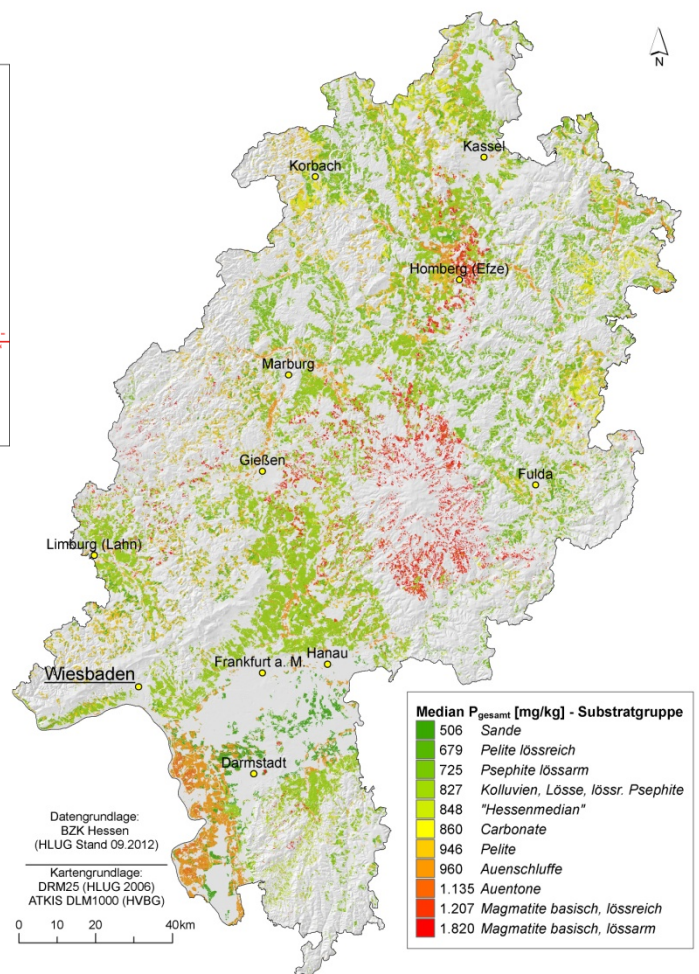 N
Kassel
Korbach
Homberg (Efze)
Marburg
Gießen
Fulda
Limburg (Lahn)
Hanau
Frankfurt a. M.
Wiesbaden
Darmstadt
Median Pgesamt [mg/kg] - Substratgruppe
506 Sande
679 Pelite lössreich
725 Psephite lössarm
827 Kolluvien, Lösse, lössr. Psephite
848 "Hessenmedian"
860 Carbonate
946 Pelite
960 Auenschluffe
1.135 Auentone
1.207 Magmatite basisch, lössreich
1.820 Magmatite basisch, lössarm
Datengrundlage:
BZK Hessen
(HLUG Stand 09.2012)
Kartengrundlage:
DRM25 (HLUG 2006)
ATKIS DLM1000 (HVBG)
0 10 20 40km